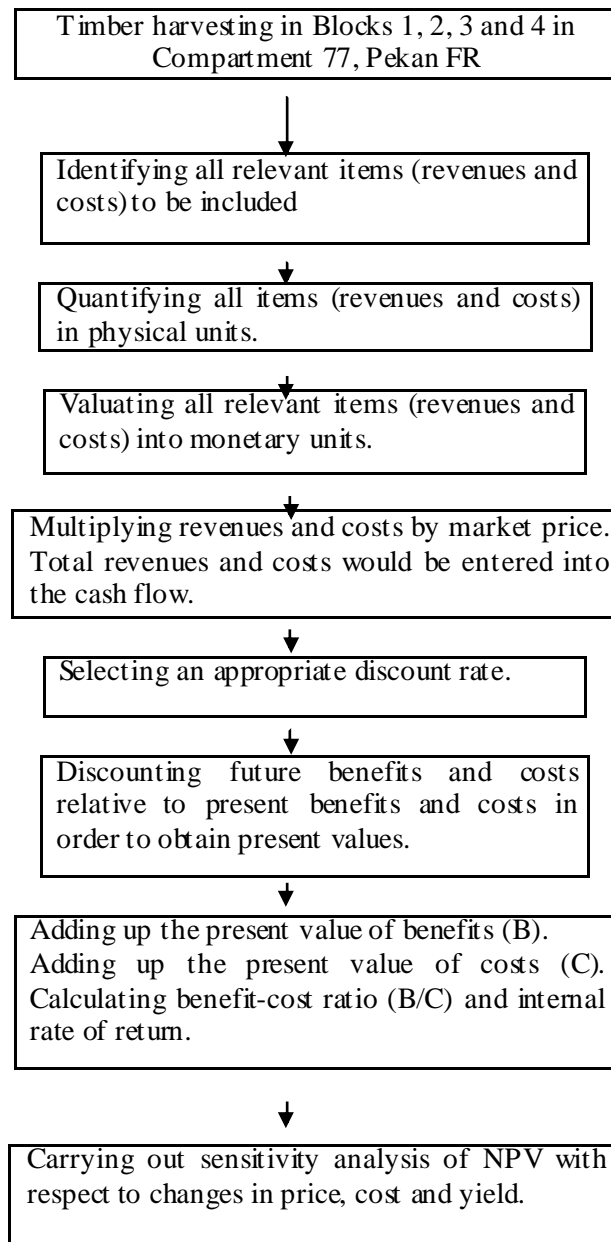 Timber harvesting in Blocks 1, 2, 3 and 4 in
Compartment 77, Pekan FR
Identifying all relevant items (revenues and
costs) to be included
Quantifying all items (revenues and costs)
in physical units.
Valuating all relevant items (revenues and
costs) into monetary units.
Multiplying revenues and costs by market price.
Total revenues and costs would be entered into
the cash flow.
Selecting an appropriate discount rate.
Discounting future benefits and costs
relative to present benefits and costs in
order to obtain present values.
Adding up the present value of benefits (B).
Adding up the present value of costs (C).
Calculating benefit-cost ratio (B/C) and internal
rate of return.
Carrying out sensitivity analysis of NPV with
respect to changes in price, cost and yield.